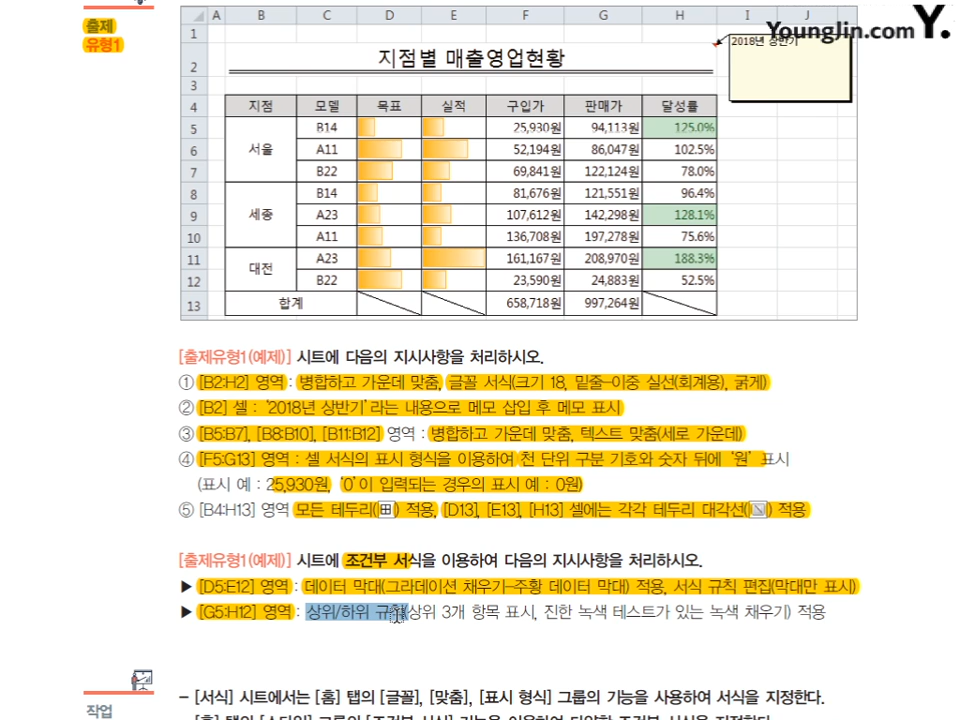 출제
유형1
A B C D E F G H I J
YoungJin.com Y.
1
2018년 상반기
2 지점별 매출영업현황
3
4 지점 모델 목표 실적 구입가 판매가 달성률
5 B14 25,930원 94,113원 125.0%
6 서울 A11 52,194원 86,047원 102.5%
7 B22 69,841원 122,124원 78.0%
8 B14 81,676원 121,551원 96.4%
9 세종 A23 107,612원 142,298원 128.1%
10 A11 136,708원 197,278원 75.6%
11 대전 A23 161,167원 208,970원 188.3%
12 B22 23,590원 24,883원 52.5%
13 합계 658,718원 997,264원
[출제유형1(예제)] 시트에 다음의 지시사항을 처리하시오.
① [B2:H2] 영역 : 병합하고 가운데 맞춤, 글꼴 서식(크기 18, 밑줄-이중 실선(회계용), 굵게)
② [B2] 셀 : '2018년 상반기'라는 내용으로 메모 삽입 후 메모 표시
③ [B5:B7], [B8:B10], [B11:B12] 영역 : 병합하고 가운데 맞춤, 텍스트 맞춤(세로 가운데)
④ [F5:G13] 영역 : 셀 서식의 표시 형식을 이용하여 천 단위 구분 기호와 숫자 뒤에 '원' 표시
(표시 예 : 25,930원, '0'이 입력되는 경우의 표시 예 : 0원)
⑤ [B4:H13] 영역 모든 테두리(田) 적용, [D13], [E13], [H13] 셀에는 각각 테두리 대각선(◩) 적용
[출제유형1(예제)] 시트에 조건부 서식을 이용하여 다음의 지시사항을 처리하시오.
▶ [D5:E12] 영역 : 데이터 막대(그라데이션 채우기-주황 데이터 막대) 적용, 서식 규칙 편집(막대만 표시)
▶ [G5:H12] 영역 : 상위/하위 규칙(상위 3개 항목 표시, 진한 녹색 테스트가 있는 녹색 채우기) 적용
작업
- [서식] 시트에서는 [홈] 탭의 [글꼴], [맞춤], [표시 형식] 그룹의 기능을 사용하여 서식을 지정한다.